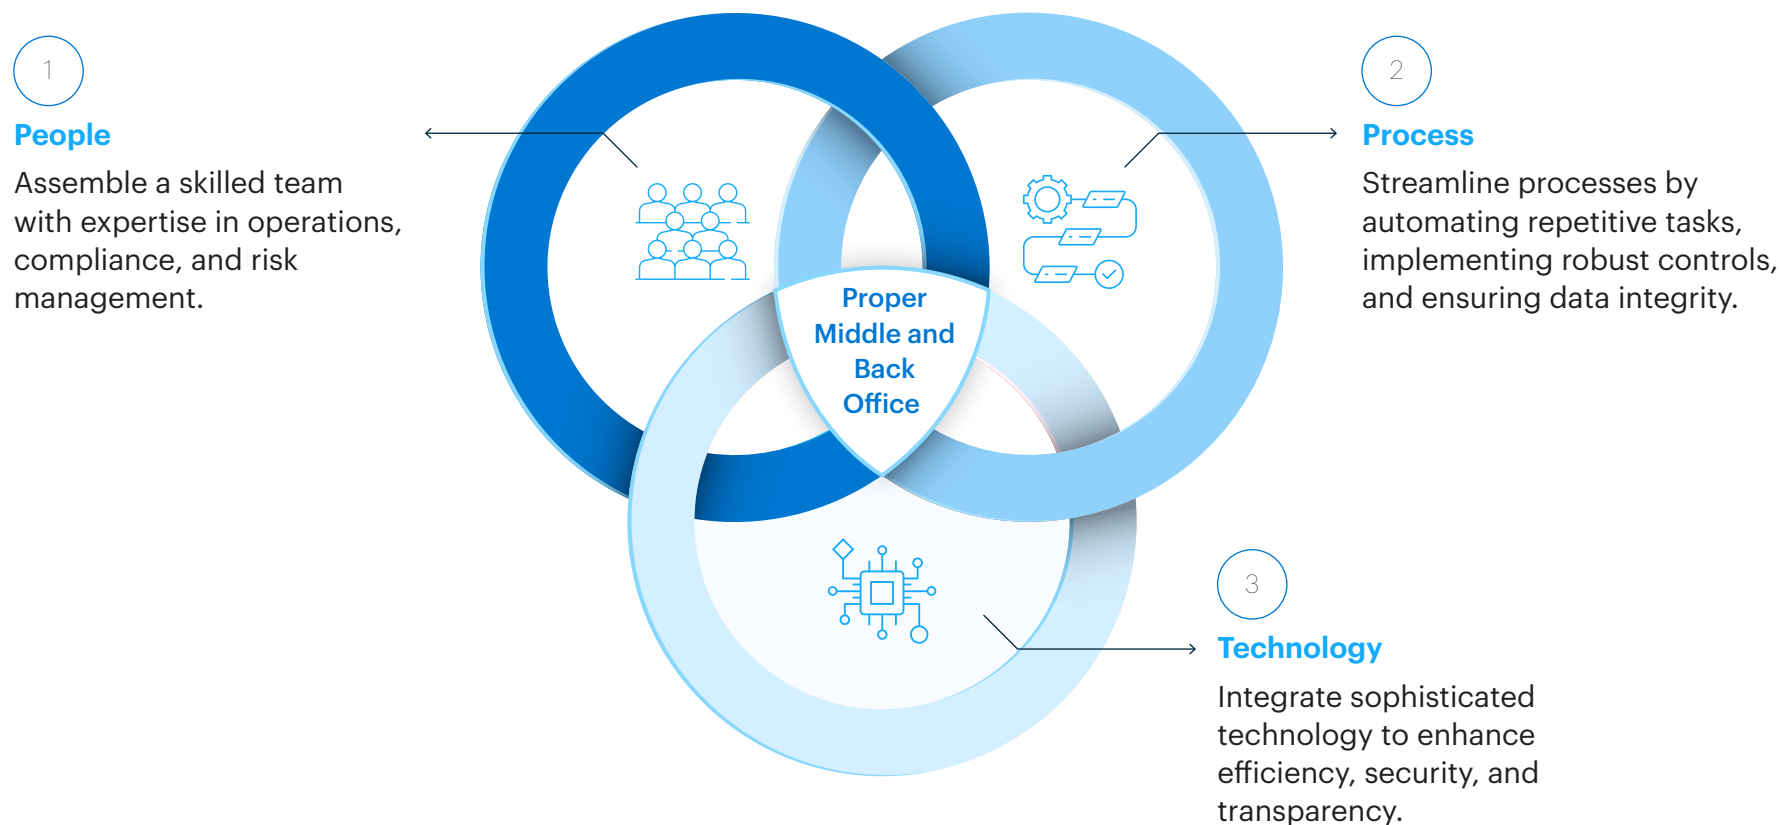 1
People
Assemble a skilled team
with expertise in operations,
compliance, and risk
management.
2
Process
Streamline processes by
automating repetitive tasks,
implementing robust controls,
and ensuring data integrity.
Proper
Middle and
Back
Office
3
Technology
Integrate sophisticated
technology to enhance
efficiency, security, and
transparency.